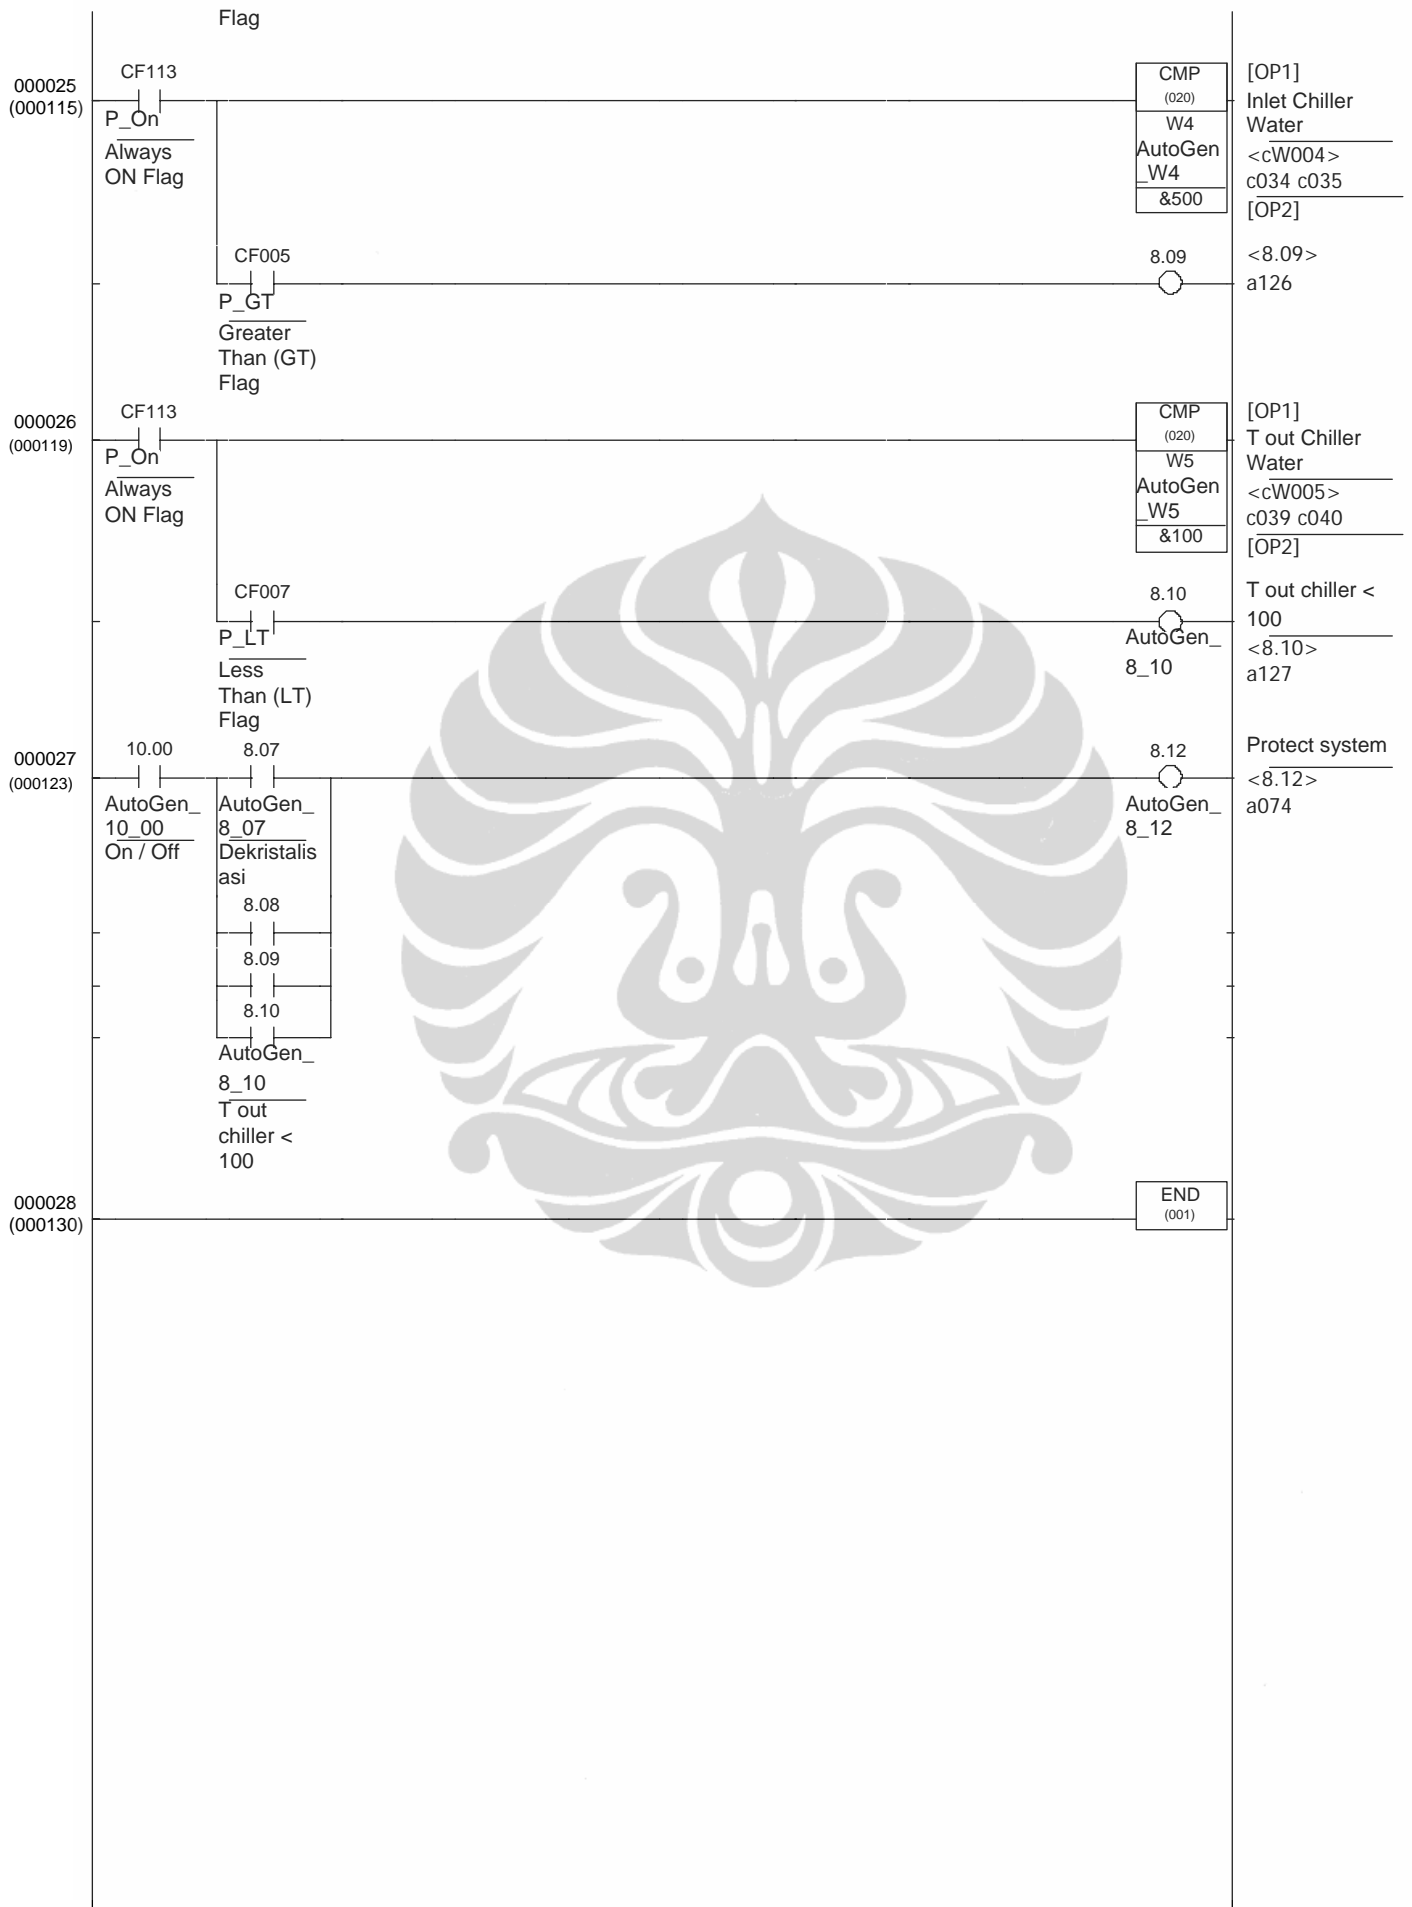 Flag
000025
(000115)
CF113
P_On
Always
ON Flag
CMP
(020)
W4
AutoGen
_W4
&500
[OP1]
Inlet Chiller
Water
<cW004>
c034 c035
[OP2]
CF005
P_GT
Greater
Than (GT)
Flag
8.09
<8.09>
a126
000026
(000119)
CF113
P_On
Always
ON Flag
CMP
(020)
W5
AutoGen
_W5
&100
[OP1]
T out Chiller
Water
<cW005>
c039 c040
[OP2]
CF007
P_LT
Less
Than (LT)
Flag
8.10
AutoGen_
8_10
T out chiller <
100
<8.10>
a127
000027
(000123)
10.00
AutoGen_
10_00
On / Off
8.07
AutoGen_
8_07
Dekristalis
asi
8.08
8.09
8.10
AutoGen_
8_10
T out
chiller <
100
8.12
AutoGen_
8_12
Protect system
<8.12>
a074
000028
(000130)
END
(001)